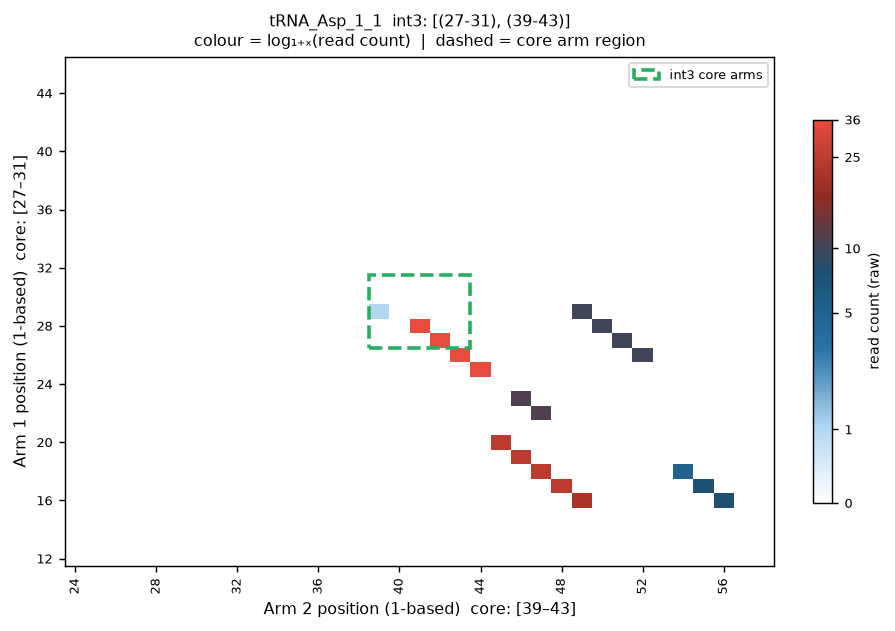 tRNA_Asp_1_1  int3: [(27-31), (39-43)]
colour = log₁₊ₓ(read count)  |  dashed = core arm region
int3 core arms
Arm 1 position (1-based)  core: [27–31]
44
40
36
32
28
24
20
16
12
24 28 32 36 40 44 48 52 56
Arm 2 position (1-based)  core: [39–43]
36
25
10
5
1
0
read count (raw)